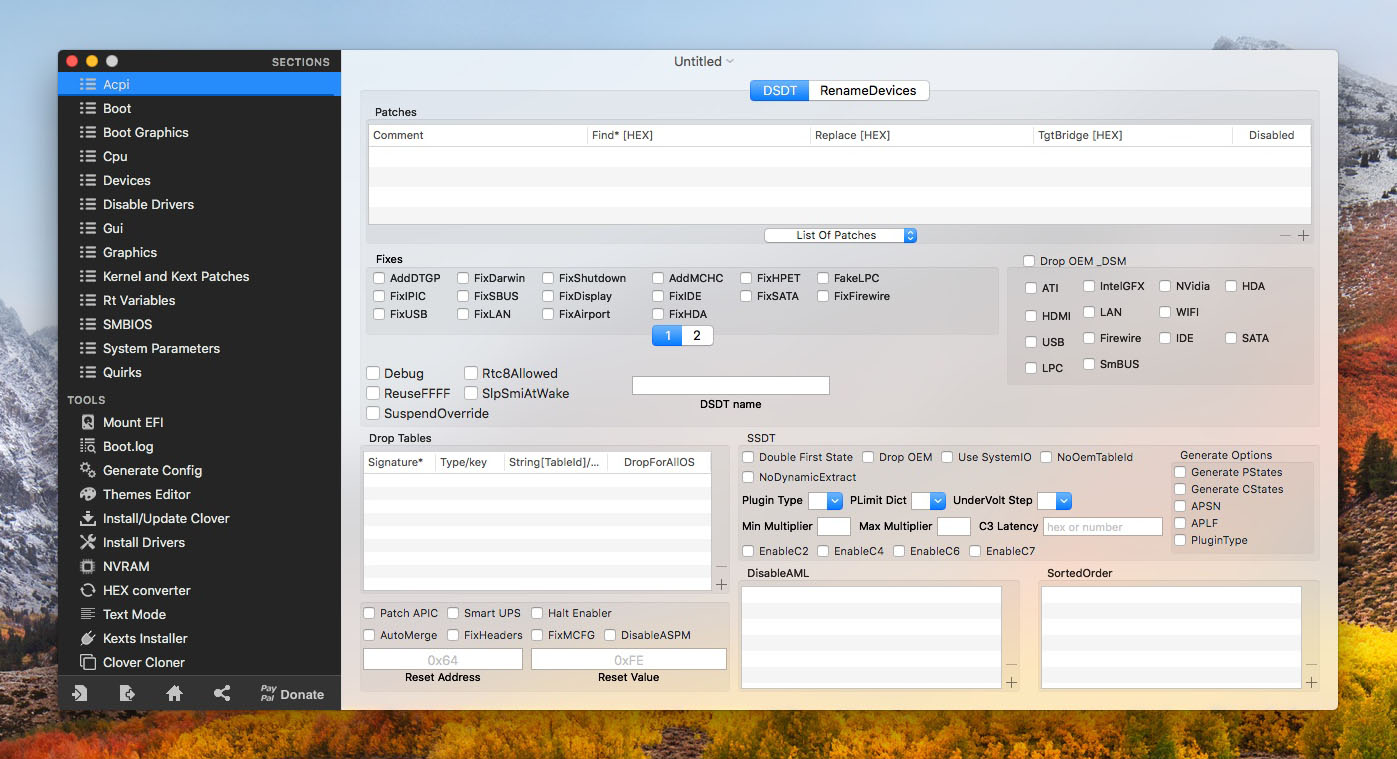 SECTIONS
Acpi
Boot
Boot Graphics
Cpu
Devices
Disable Drivers
Gui
Graphics
Kernel and Kext Patches
Rt Variables
SMBIOS
System Parameters
Quirks
TOOLS
Mount EFI
Boot.log
Generate Config
Themes Editor
Install/Update Clover
Install Drivers
NVRAM
HEX converter
Text Mode
Kexts Installer
Clover Cloner
Pay
Pal Donate
Untitled
DSDT RenameDevices
Patches
Comment Find* [HEX] Replace [HEX] TgtBridge [HEX] Disabled
List Of Patches
Fixes
AddDTGP FixDarwin FixShutdown AddMCHC FixHPET FakeLPC
FixIPIC FixSBUS FixDisplay FixIDE FixSATA FixFirewire
FixUSB FixLAN FixAirport FixHDA
1 2
Drop OEM _DSM
ATI IntelGFX NVidia HDA
HDMI LAN WIFI
USB Firewire IDE SATA
LPC SmBUS
Debug Rtc8Allowed
ReuseFFFF SlpSmiAtWake
SuspendOverride
DSDT name
Drop Tables
Signature* Type/key String[TableId]/... DropForAllOS
Patch APIC Smart UPS Halt Enabler
AutoMerge FixHeaders FixMCFG DisableASPM
0x64 0xFE
Reset Address Reset Value
SSDT
Double First State Drop OEM Use SystemIO NoOemTableId
NoDynamicExtract
Plugin Type PLimit Dict UnderVolt Step
Min Multiplier Max Multiplier C3 Latency hex or number
EnableC2 EnableC4 EnableC6 EnableC7
Generate Options
Generate PStates
Generate CStates
APSN
APLF
PluginType
DisableAML SortedOrder